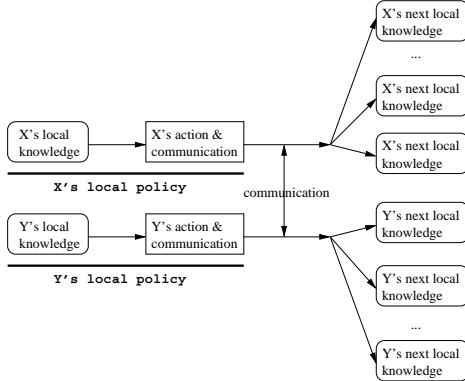 X's next local
knowledge
...
X's next local
knowledge
X's local
knowledge
X's action &
communication
X's next local
knowledge
X's local policy
communication
Y's local
knowledge
Y's action &
communication
Y's next local
knowledge
Y's local policy
Y's next local
knowledge
...
Y's next local
knowledge